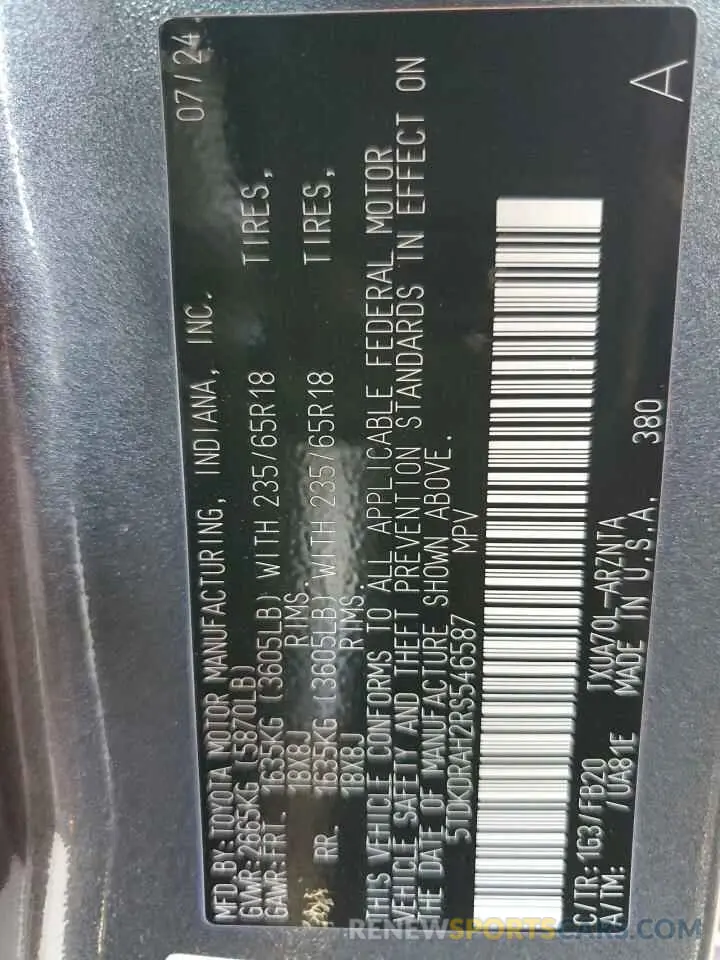 MFD BY: TOYOTA MOTOR MANUFACTURING, INDIANA, INC. 07/24
GVWR: 2665KG (5870LB)
GAWR: FRT. 1635KG (3605LB) WITH 235/65R18 TIRES,
18X8J RIMS.
RR. 1635KG (3605LB) WITH 235/65R18 TIRES,
18X8J RIMS.
THIS VEHICLE CONFORMS TO ALL APPLICABLE FEDERAL MOTOR
VEHICLE SAFETY AND THEFT PREVENTION STANDARDS IN EFFECT ON
THE DATE OF MANUFACTURE SHOWN ABOVE.
5TDKDRAH2RS546587 MPV
C/TR: 1G3/FB20 TXUA70L-ARZNTA 380 A
A/TM: /UA81E MADE IN U.S.A.
RENEWSPORTSCARS.COM